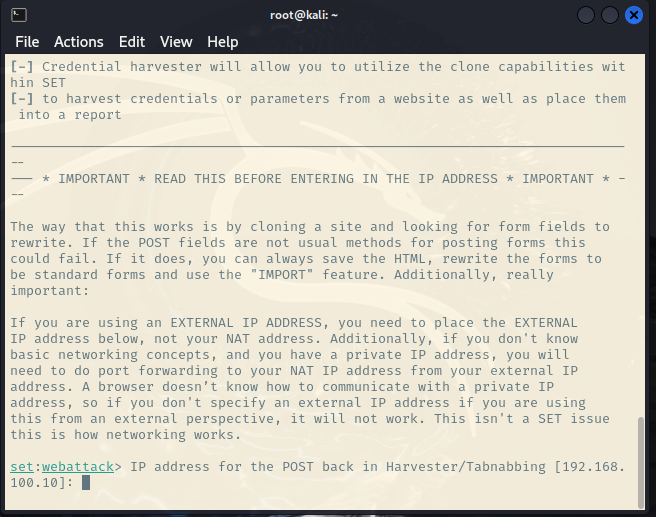 root@kali: ~
File Actions Edit View Help
[-] Credential harvester will allow you to utilize the clone capabilities wit
hin SET
[-] to harvest credentials or parameters from a website as well as place them
 into a report

-------------------------------------------------------------------------------
--
--- * IMPORTANT * READ THIS BEFORE ENTERING IN THE IP ADDRESS * IMPORTANT * -
--

The way that this works is by cloning a site and looking for form fields to
rewrite. If the POST fields are not usual methods for posting forms this
could fail. If it does, you can always save the HTML, rewrite the forms to
be standard forms and use the "IMPORT" feature. Additionally, really
important:

If you are using an EXTERNAL IP ADDRESS, you need to place the EXTERNAL
IP address below, not your NAT address. Additionally, if you don't know
basic networking concepts, and you have a private IP address, you will
need to do port forwarding to your NAT IP address from your external IP
address. A browser doesn’t know how to communicate with a private IP
address, so if you don't specify an external IP address if you are using
this from an external perspective, it will not work. This isn't a SET issue
this is how networking works.

set:webattack> IP address for the POST back in Harvester/Tabnabbing [192.168.
100.10]: